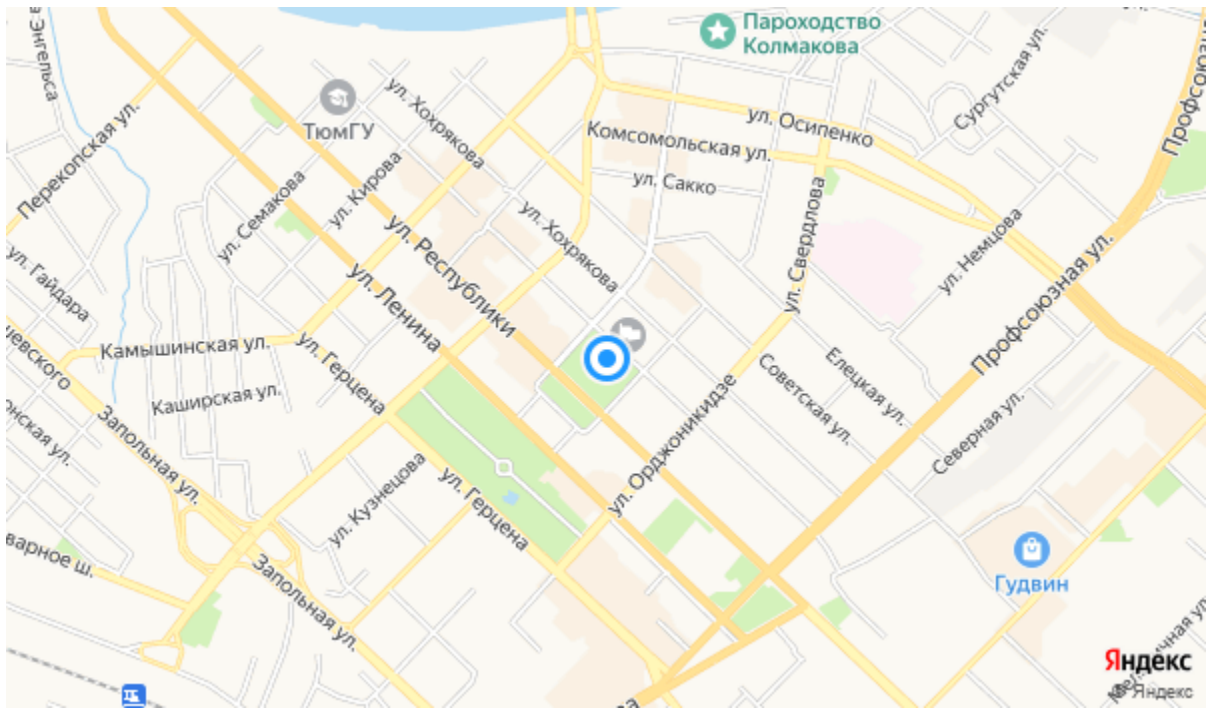 Энгельса
Пароходство
Колмакова
ул. Хохрякова
Сургутская ул.
Профсоюзная
ТюмГУ
ул. Осипенко
Комсомольская ул.
Перекопская ул.
ул. Кирова
ул. Сакко
ул. Семакова
ул. Хохрякова
ул. Свердлова
ул. Немцова
ул. Республики
ул. Гайдара
ул. Ленина
Профсоюзная ул.
Камышинская ул.
ул. Герцена
Елецкая ул.
Советская ул.
Каширская ул.
ул. Орджоникидзе
Северная ул.
Запольная ул.
ул. Кузнецова
ул. Герцена
Гудвин
Запольная ул.
Яндекс
© Яндекс